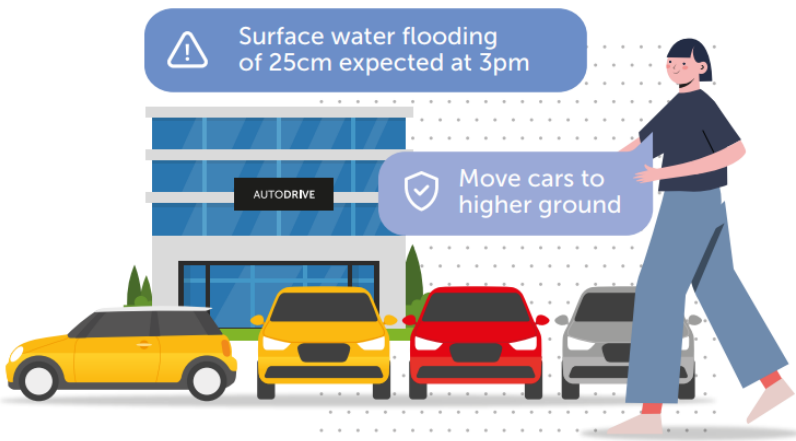 Surface water flooding
of 25cm expected at 3pm
AUTODRIVE
Move cars to
higher ground